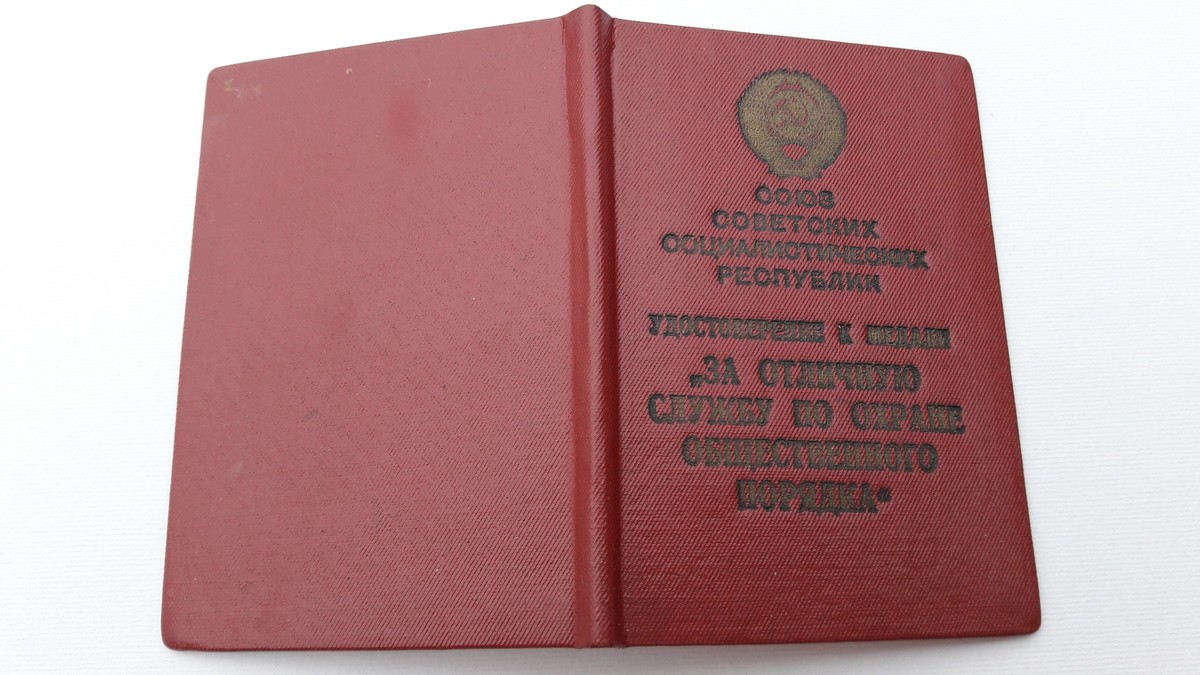 СОЮЗ
СОВЕТСКИХ
СОЦИАЛИСТИЧЕСКИХ
РЕСПУБЛИК
УДОСТОВЕРЕНИЕ К МЕДАЛИ
„ЗА ОТЛИЧНУЮ
СЛУЖБУ ПО ОХРАНЕ
ОБЩЕСТВЕННОГО
ПОРЯДКА“